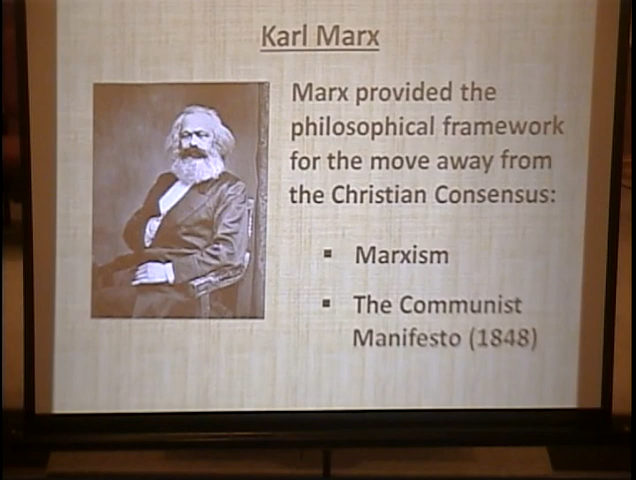 Karl Marx
Marx provided the
philosophical framework
for the move away from
the Christian Consensus:
▪ Marxism
▪ The Communist
Manifesto (1848)